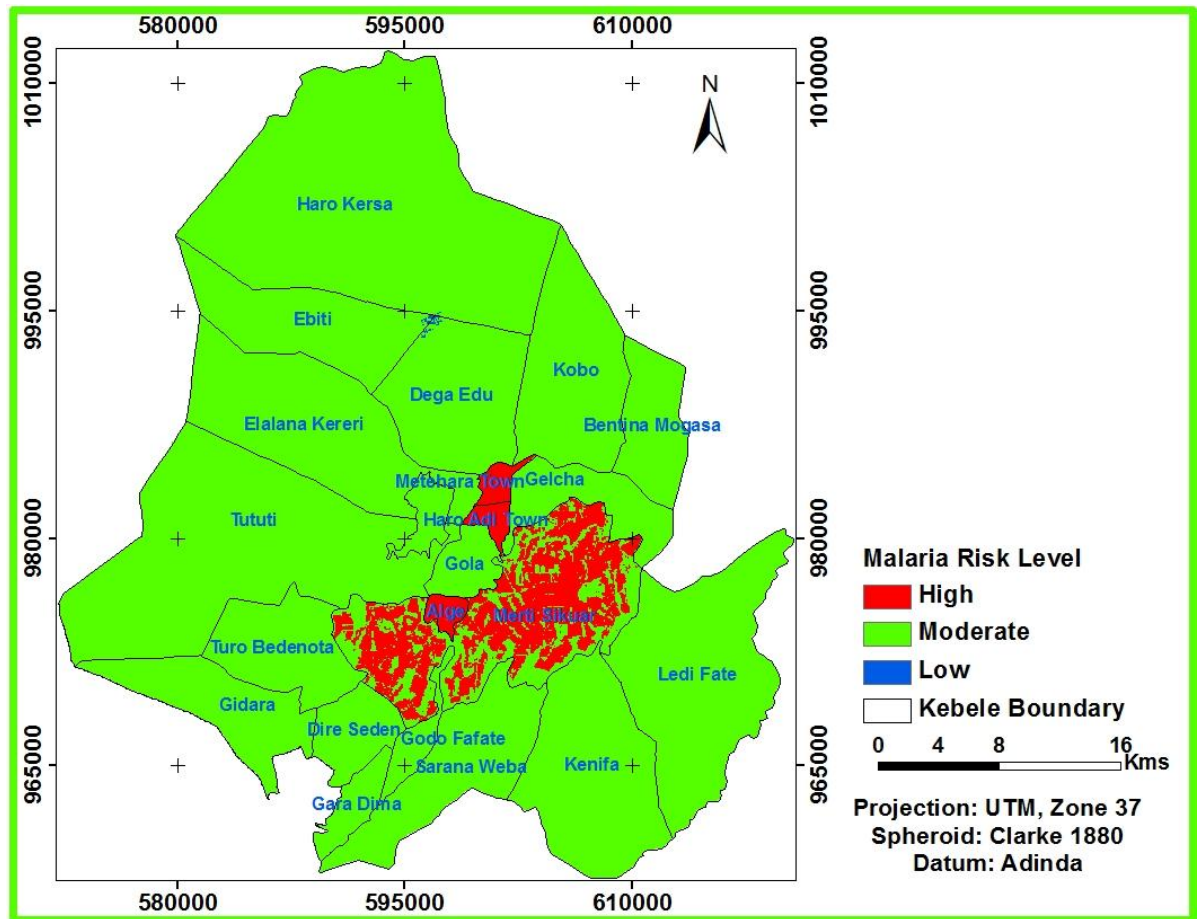 580000 595000 610000
1010000 1010000
N
Haro Kersa
995000 995000
Ebiti
Kobo
Dega Edu
Elalana Kereri
Bentina Mogasa
Metehara Town
Gelcha
Tututi
Haro Adi Town
980000 980000
Gola
Alge
Merti Sikuar
Turo Bedenota
Ledi Fate
Gidara
Dire Seden
Godo Fafate
965000 965000
Sarana Weba
Kenifa
Gara Dima
580000 595000 610000
Malaria Risk Level
High
Moderate
Low
Kebele Boundary
0 4 8 16
Kms
Projection: UTM, Zone 37
Spheroid: Clarke 1880
Datum: Adinda